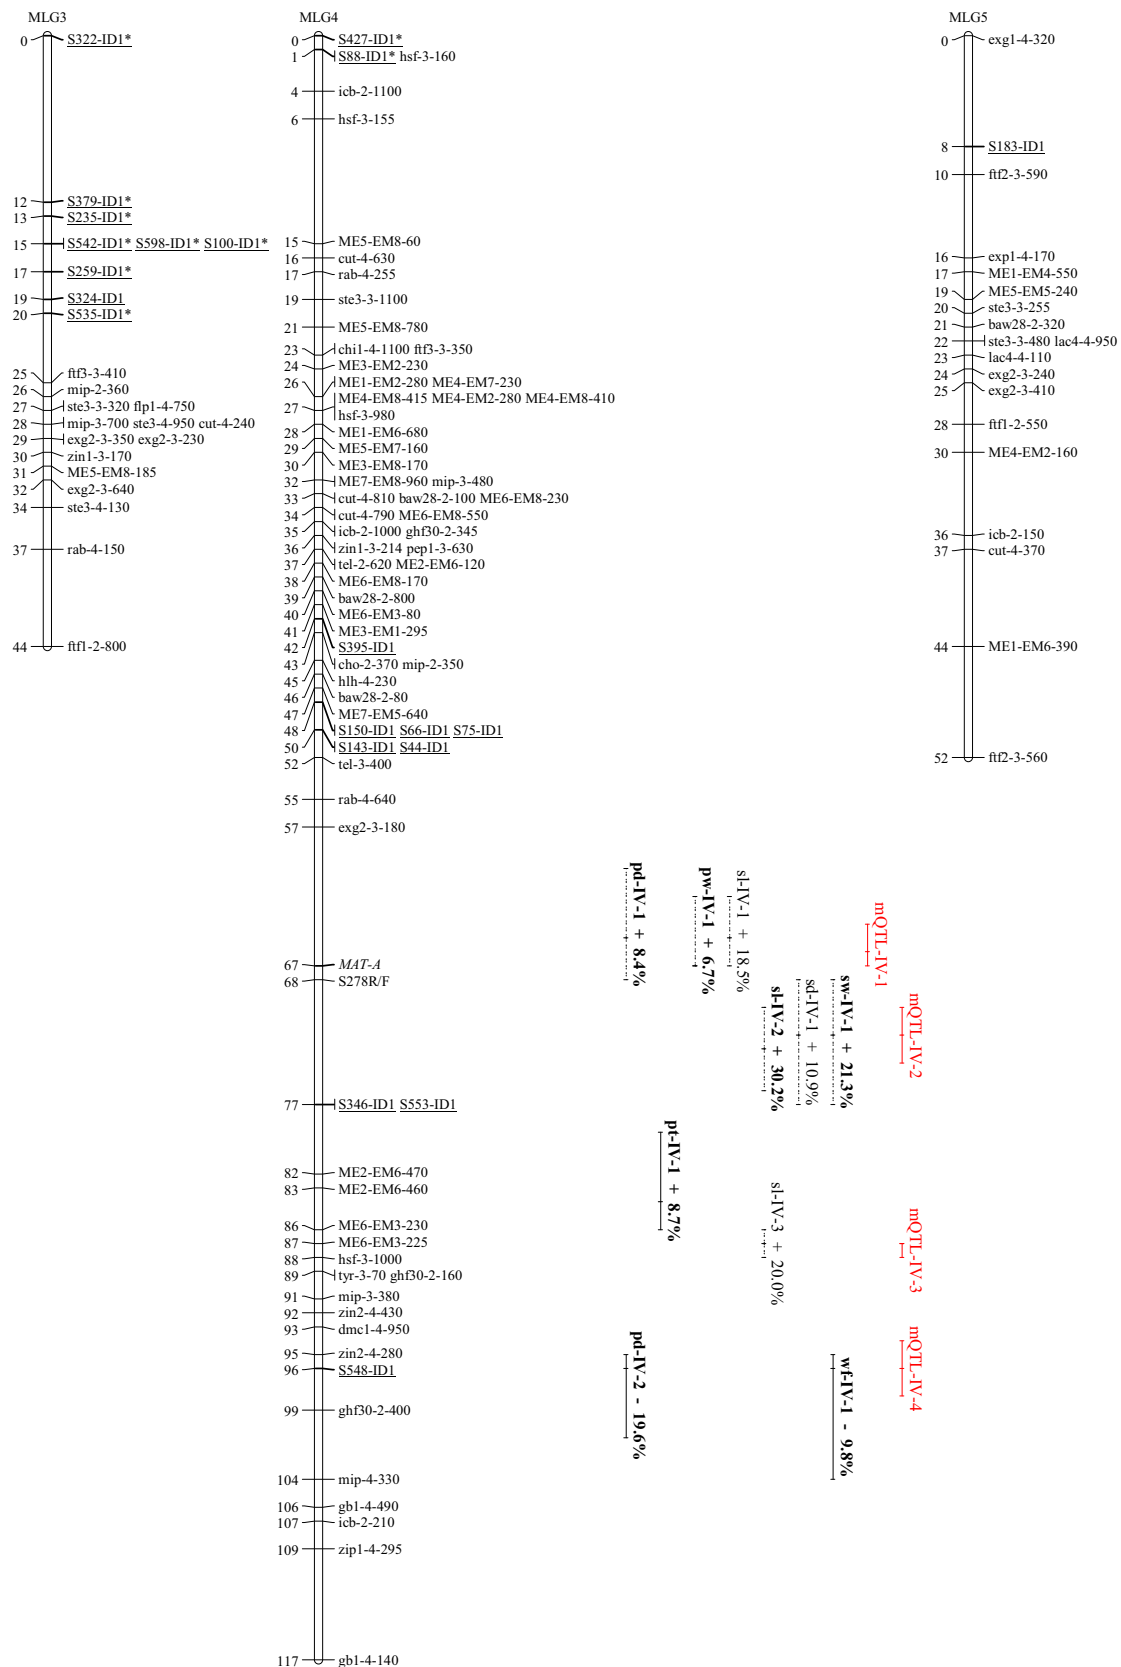 MLG3
0 S322-ID1*
12 S379-ID1*
13 S235-ID1*
15 S542-ID1* S598-ID1* S100-ID1*
17 S259-ID1*
19 S324-ID1
20 S535-ID1*
25 ftf3-3-410
26 mip-2-360
27 ste3-3-320 flp1-4-750
28 mip-3-700 ste3-4-950 cut-4-240
29 exg2-3-350 exg2-3-230
30 zin1-3-170
31 ME5-EM8-185
32 exg2-3-640
34 ste3-4-130
37 rab-4-150
44 ftf1-2-800
MLG4
0 S427-ID1*
1 S88-ID1* hsf-3-160
4 icb-2-1100
6 hsf-3-155
15 ME5-EM8-60
16 cut-4-630
17 rab-4-255
19 ste3-3-1100
21 ME5-EM8-780
23 chi1-4-1100 ftf3-3-350
24 ME3-EM2-230
26 ME1-EM2-280 ME4-EM7-230
ME4-EM8-415 ME4-EM2-280 ME4-EM8-410
27 hsf-3-980
28 ME1-EM6-680
29 ME5-EM7-160
30 ME3-EM8-170
32 ME7-EM8-960 mip-3-480
33 cut-4-810 baw28-2-100 ME6-EM8-230
34 cut-4-790 ME6-EM8-550
35 icb-2-1000 ghf30-2-345
36 zin1-3-214 pep1-3-630
37 tel-2-620 ME2-EM6-120
38 ME6-EM8-170
39 baw28-2-800
40 ME6-EM3-80
41 ME3-EM1-295
42 S395-ID1
43 cho-2-370 mip-2-350
45 hlh-4-230
46 baw28-2-80
47 ME7-EM5-640
48 S150-ID1 S66-ID1 S75-ID1
50 S143-ID1 S44-ID1
52 tel-3-400
55 rab-4-640
57 exg2-3-180
67 MAT-A
68 S278R/F
77 S346-ID1 S553-ID1
82 ME2-EM6-470
83 ME2-EM6-460
86 ME6-EM3-230
87 ME6-EM3-225
88 hsf-3-1000
89 tyr-3-70 ghf30-2-160
91 mip-3-380
92 zin2-4-430
93 dmc1-4-950
95 zin2-4-280
96 S548-ID1
99 ghf30-2-400
104 mip-4-330
106 gb1-4-490
107 icb-2-210
109 zip1-4-295
117 gb1-4-140
pd-IV-1 + 8.4%
pw-IV-1 + 6.7%
sl-IV-1 + 18.5%
mQTL-IV-1
sl-IV-2 + 30.2%
sd-IV-1 + 10.9%
sw-IV-1 + 21.3%
mQTL-IV-2
pt-IV-1 + 8.7%
sl-IV-3 + 20.0%
mQTL-IV-3
pd-IV-2 - 19.6%
wf-IV-1 - 9.8%
mQTL-IV-4
MLG5
0 exg1-4-320
8 S183-ID1
10 ftf2-3-590
16 exp1-4-170
17 ME1-EM4-550
19 ME5-EM5-240
20 ste3-3-255
21 baw28-2-320
22 ste3-3-480 lac4-4-950
23 lac4-4-110
24 exg2-3-240
25 exg2-3-410
28 ftf1-2-550
30 ME4-EM2-160
36 icb-2-150
37 cut-4-370
44 ME1-EM6-390
52 ftf2-3-560